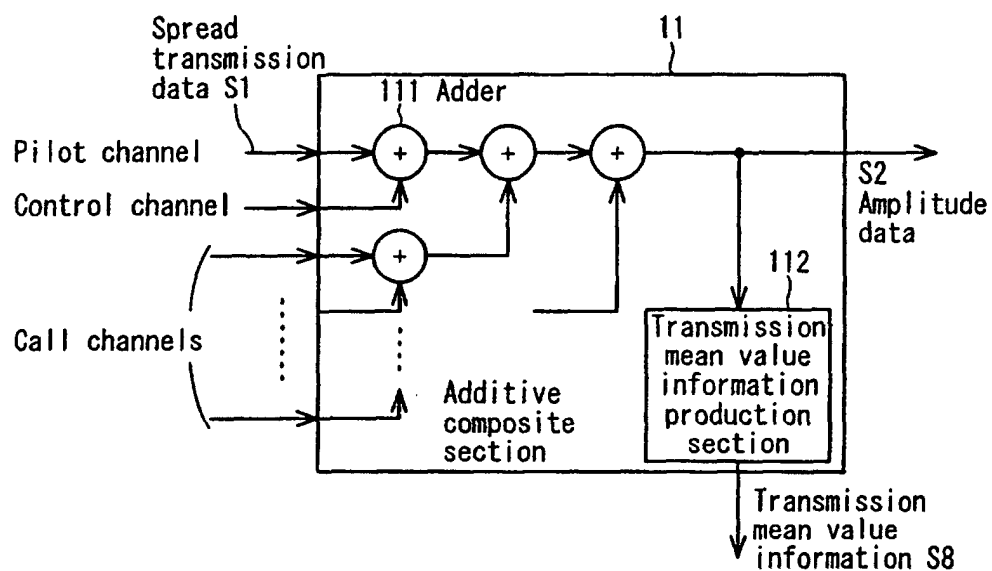 Spread
transmission
data S1
11
111 Adder
Pilot channel
Control channel
Call channels
+
+
+
+
S2
Amplitude
data
112
Transmission
mean value
information
production
section
Additive
composite
section
Transmission
mean value
information S8